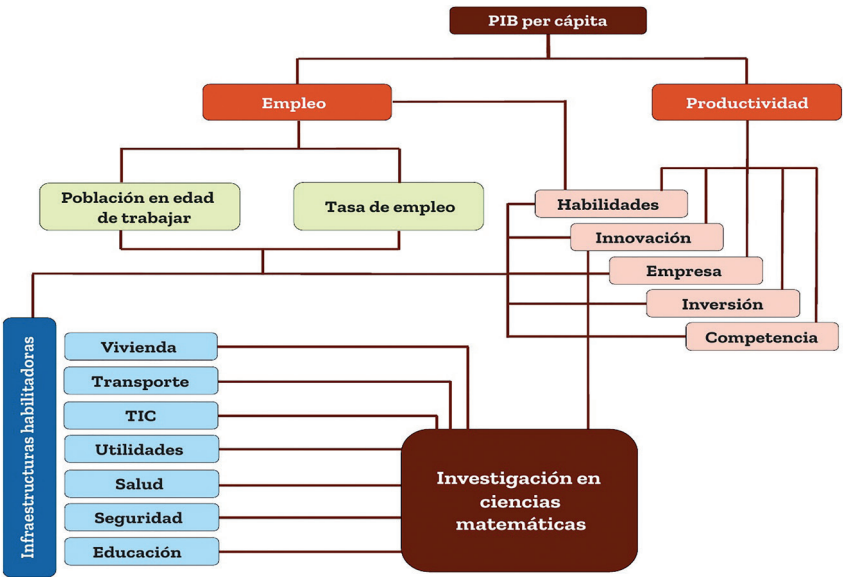 PIB per cápita
Empleo
Productividad
Población en edad
de trabajar
Tasa de empleo
Habilidades
Innovación
Empresa
Inversión
Competencia
Infraestructuras habilitadoras
Vivienda
Transporte
TIC
Utilidades
Salud
Seguridad
Educación
Investigación en
ciencias
matemáticas